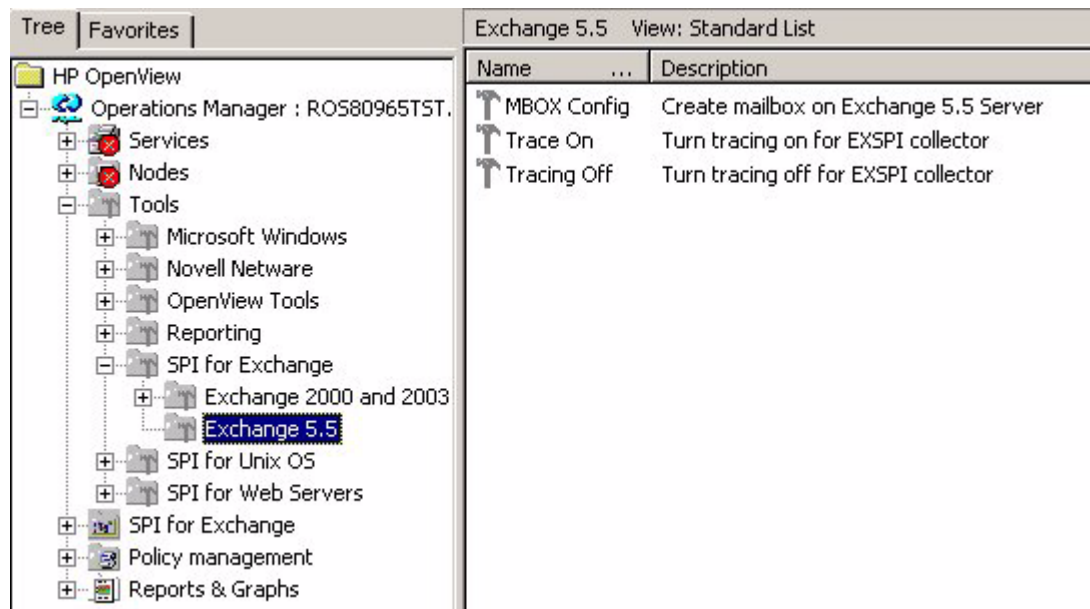 Tree Favorites
HP OpenView
Operations Manager : ROS80965TST.
Services
Nodes
Tools
Microsoft Windows
Novell Netware
OpenView Tools
Reporting
SPI for Exchange
Exchange 2000 and 2003
Exchange 5.5
SPI for Unix OS
SPI for Web Servers
SPI for Exchange
Policy management
Reports & Graphs
Exchange 5.5 View: Standard List
Name ... Description
MBOX Config Create mailbox on Exchange 5.5 Server
Trace On Turn tracing on for EXSPI collector
Tracing Off Turn tracing off for EXSPI collector